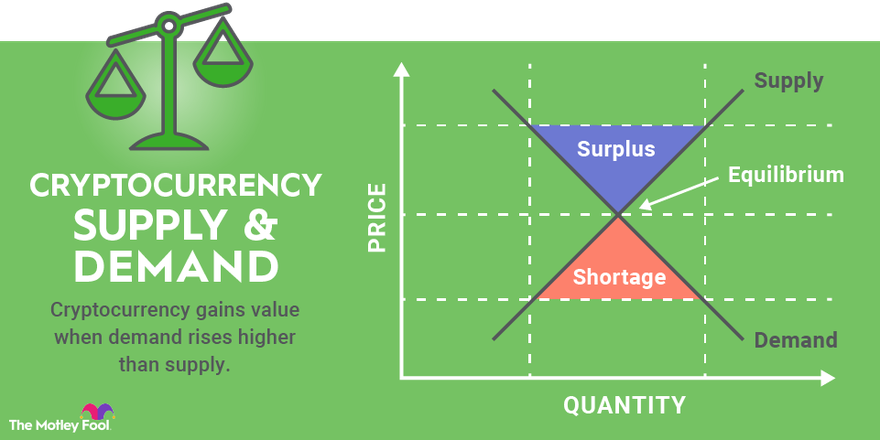 CRYPTOCURRENCY
SUPPLY &
DEMAND
Cryptocurrency gains value
when demand rises higher
than supply.
The Motley Fool
PRICE
Supply
Surplus
Equilibrium
Shortage
Demand
QUANTITY